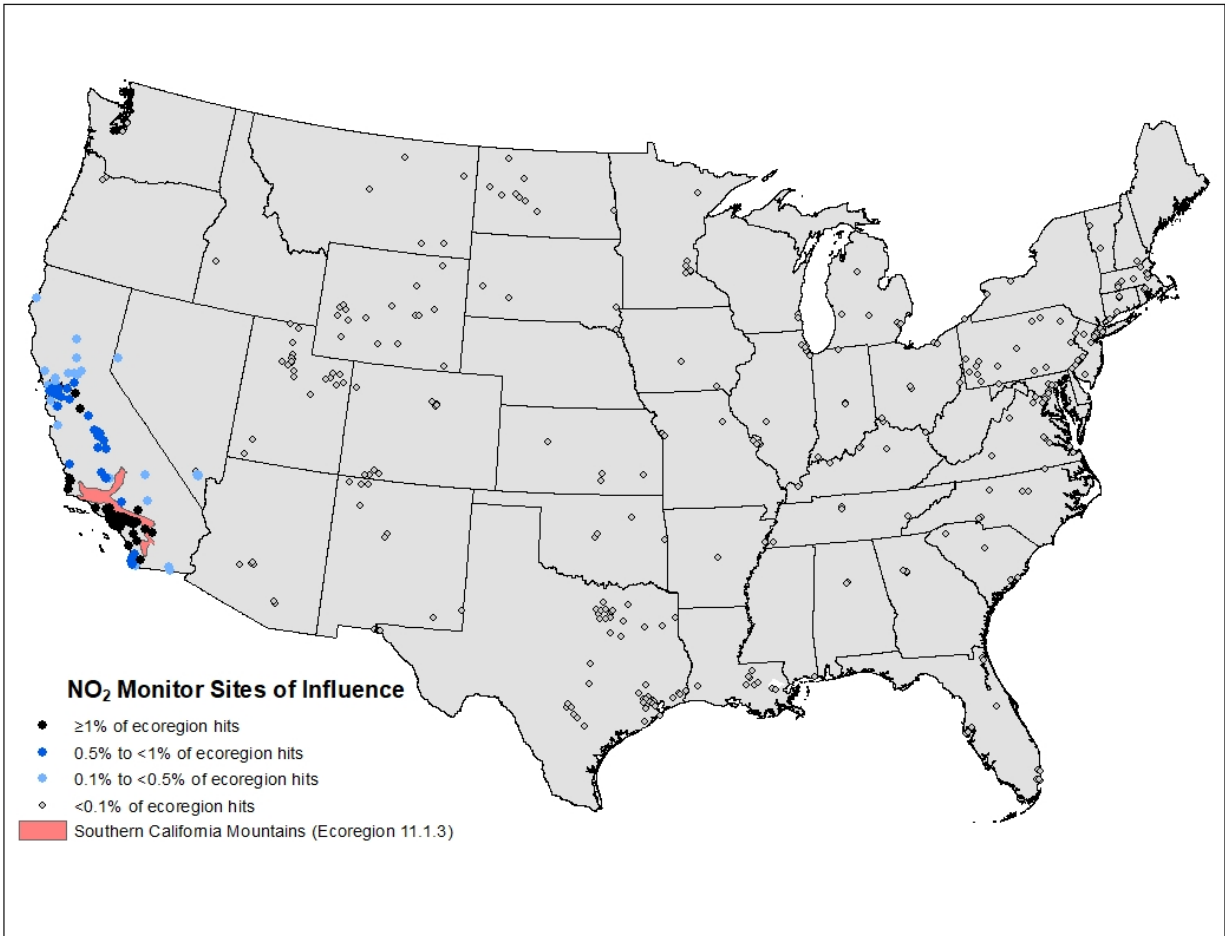 NO₂ Monitor Sites of Influence
≥1% of ecoregion hits
0.5% to <1% of ecoregion hits
0.1% to <0.5% of ecoregion hits
<0.1% of ecoregion hits
Southern California Mountains (Ecoregion 11.1.3)